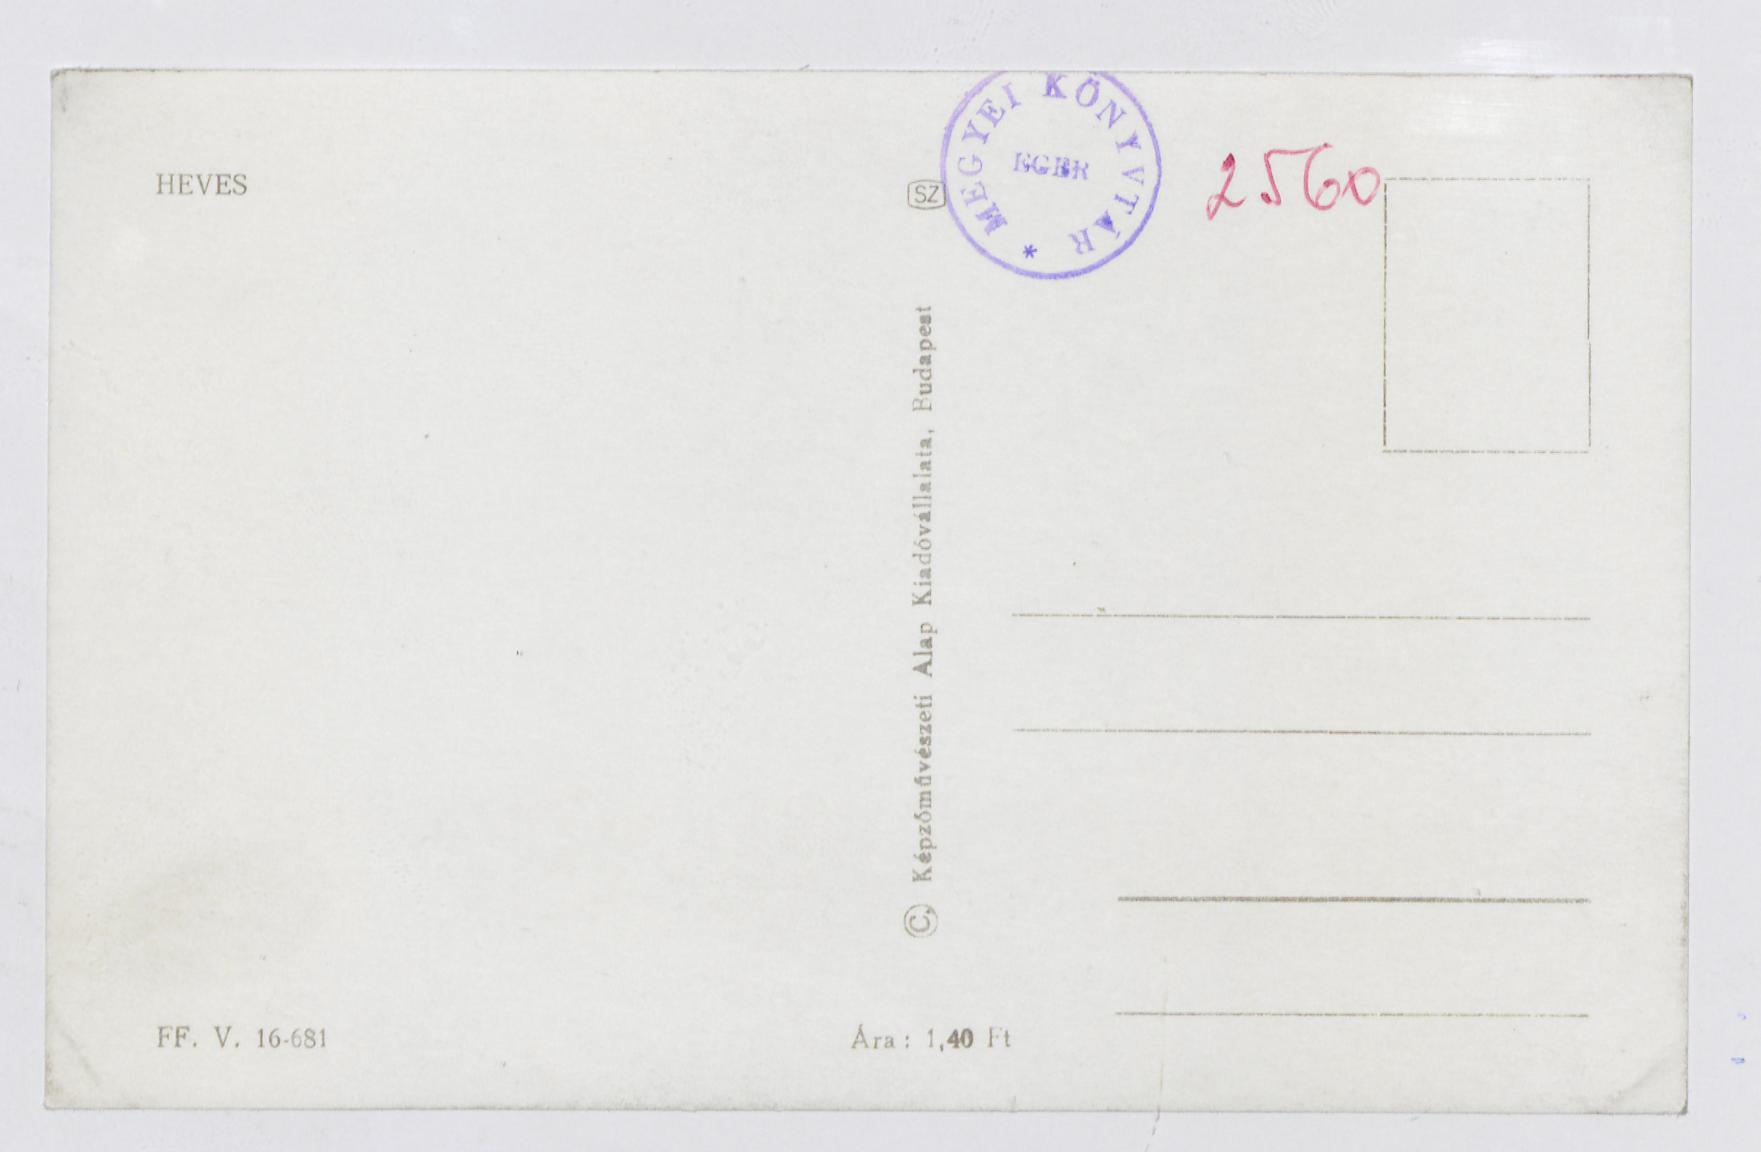 HEVES
SZ
MEGYEI KÖNYVTÁR *
EGER
2560
© Képzőművészeti Alap Kiadóvállalata, Budapest
FF. V. 16-681
Ára: 1,40 Ft